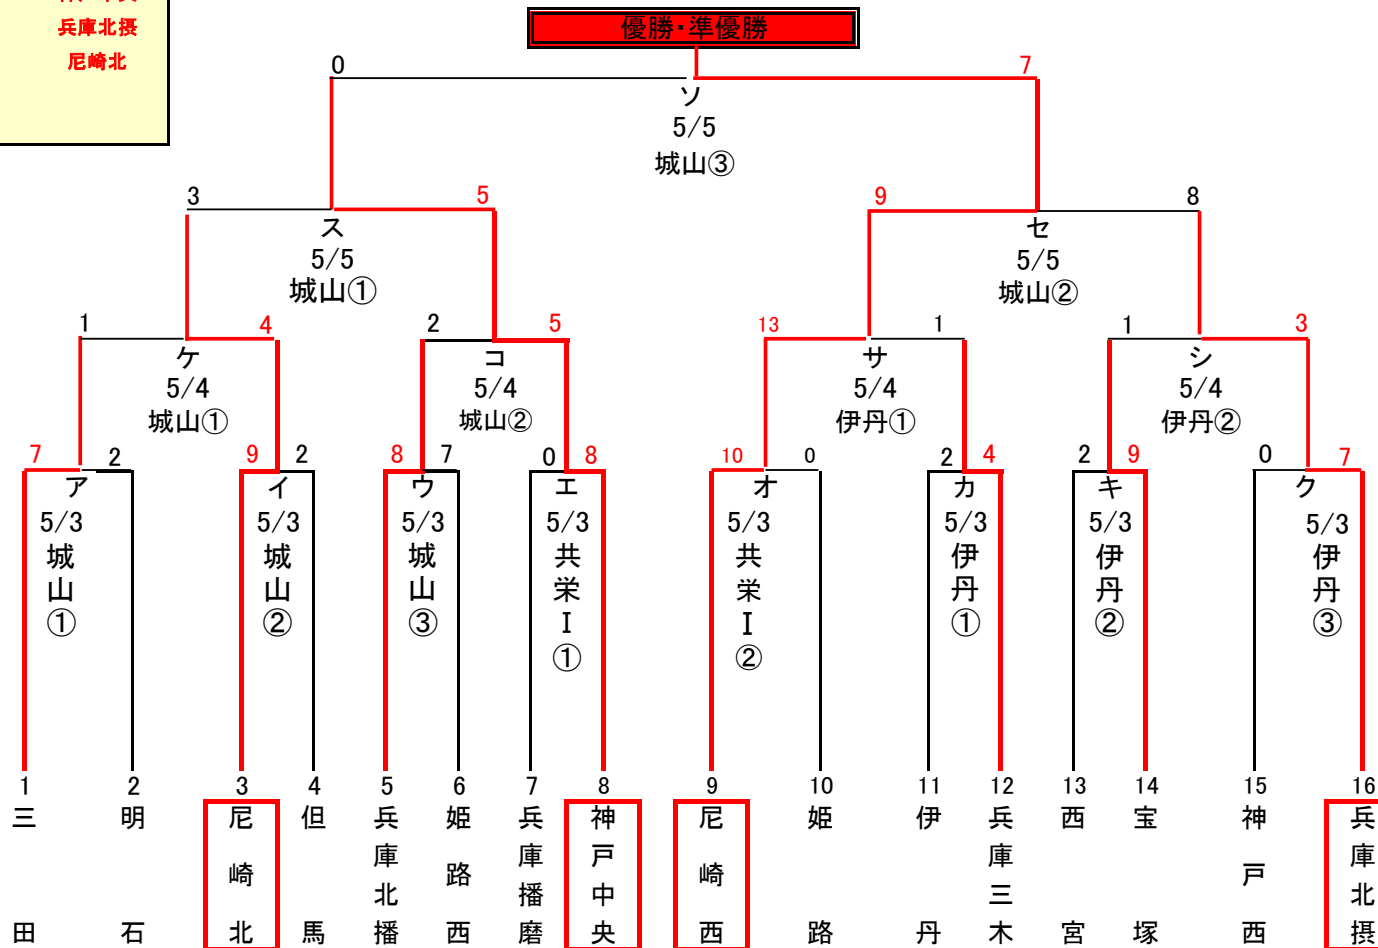 兵庫北摂
尼崎北
優勝・準優勝
0 7
ソ
5/5
城山③
3 5 9 8
ス セ
5/5 5/5
城山① 城山②
1 4 2 5 13 1 1 3
ケ コ サ シ
5/4 5/4 5/4 5/4
城山① 城山② 伊丹① 伊丹②
7 2 9 2 8 7 0 8 10 0 2 4 2 9 0 7
ア イ ウ エ オ カ キ ク
5/3 5/3 5/3 5/3 5/3 5/3 5/3 5/3
城山① 城山② 城山③ 共栄Ⅰ① 共栄Ⅰ② 伊丹① 伊丹② 伊丹③
1 2 3 4 5 6 7 8 9 10 11 12 13 14 15 16
三田 明石 尼崎北 但馬 兵庫北播 姫路西 兵庫播磨 神戸中央 尼崎西 姫路 伊丹 兵庫三木 西宮 宝塚 神戸西 兵庫北摂